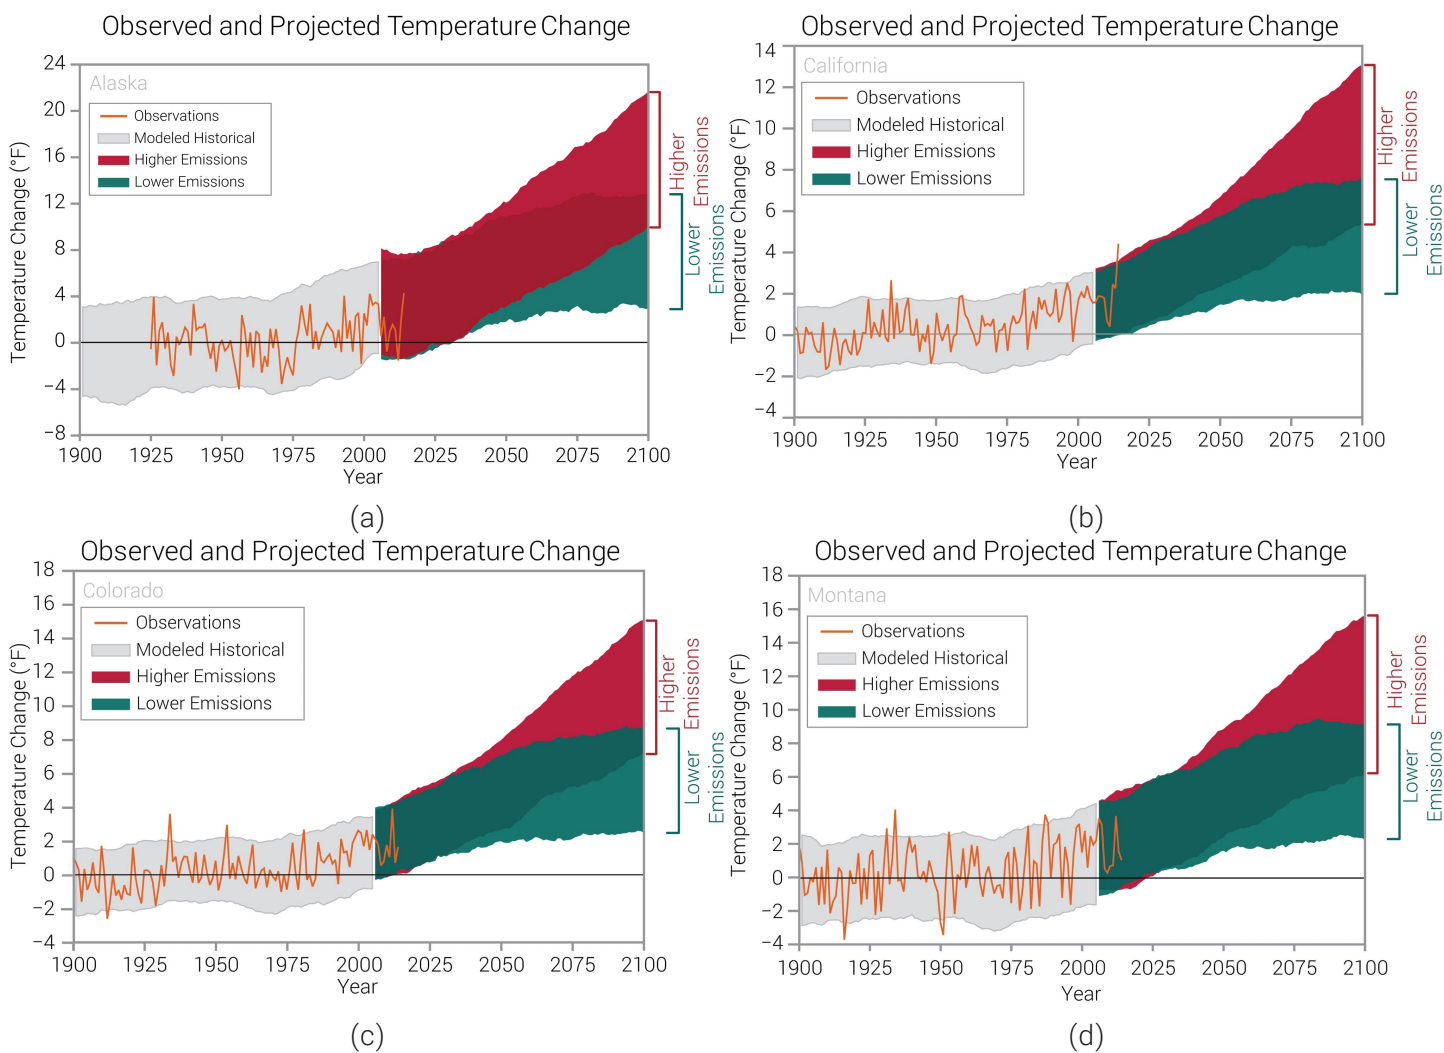 Observed and Projected Temperature Change
Alaska
Observations
Modeled Historical
Higher Emissions
Lower Emissions
Temperature Change (°F)
24
20
16
12
8
4
0
−4
−8
1900 1925 1950 1975 2000 2025 2050 2075 2100
Year
Higher
Emissions
Lower
Emissions
(a)
Observed and Projected Temperature Change
California
Observations
Modeled Historical
Higher Emissions
Lower Emissions
Temperature Change (°F)
14
12
10
8
6
4
2
0
−2
−4
1900 1925 1950 1975 2000 2025 2050 2075 2100
Year
Higher
Emissions
Lower
Emissions
(b)
Observed and Projected Temperature Change
Colorado
Observations
Modeled Historical
Higher Emissions
Lower Emissions
Temperature Change (°F)
18
16
14
12
10
8
6
4
2
0
−2
−4
1900 1925 1950 1975 2000 2025 2050 2075 2100
Year
Higher
Emissions
Lower
Emissions
(c)
Observed and Projected Temperature Change
Montana
Observations
Modeled Historical
Higher Emissions
Lower Emissions
Temperature Change (°F)
18
16
14
12
10
8
6
4
2
0
−2
−4
1900 1925 1950 1975 2000 2025 2050 2075 2100
Year
Higher
Emissions
Lower
Emissions
(d)